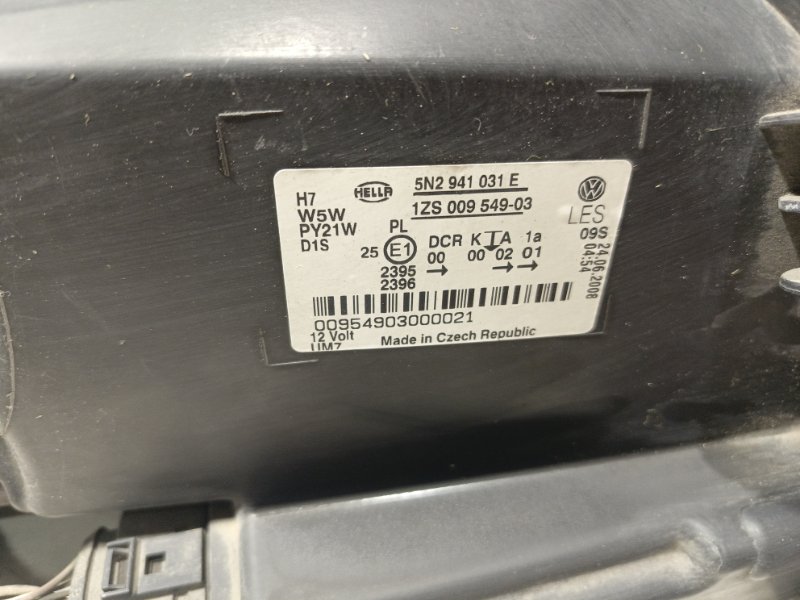 H7
W5W
PY21W
D1S
HELLA
5N2 941 031 E
1ZS 009 549-03
LES
PL
25 E1 DCR K A 1a
00 00 02 01
2395
2396
09S
24.06.2008
04:54
00954903000021
12 Volt
Made in Czech Republic